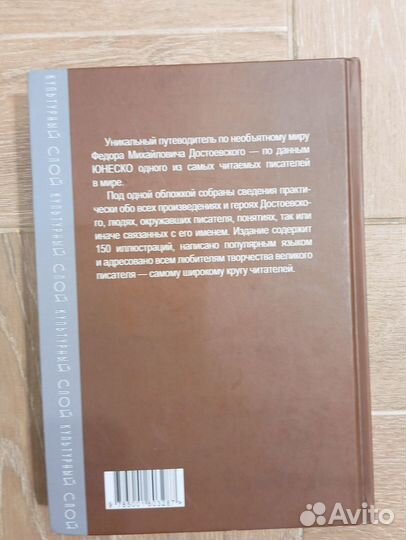 Уникальный путеводитель по необъятному миру
Федора Михайловича Достоевского — по данным
ЮНЕСКО одного из самых читаемых писателей
в мире.
Под одной обложкой собраны сведения практи-
чески обо всех произведениях и героях Достоевско-
го, людях, окружавших писателя, понятиях, так или
иначе связанных с его именем. Издание содержит
150 иллюстраций, написано популярным языком
и адресовано всем любителям творчества великого
писателя — самому широкому кругу читателей.
КУЛЬТУРНЫЙ СЛОЙ КУЛЬТУРНЫЙ СЛОЙ КУЛЬТУРНЫЙ СЛОЙ КУЛЬТУРНЫЙ СЛОЙ
Avito